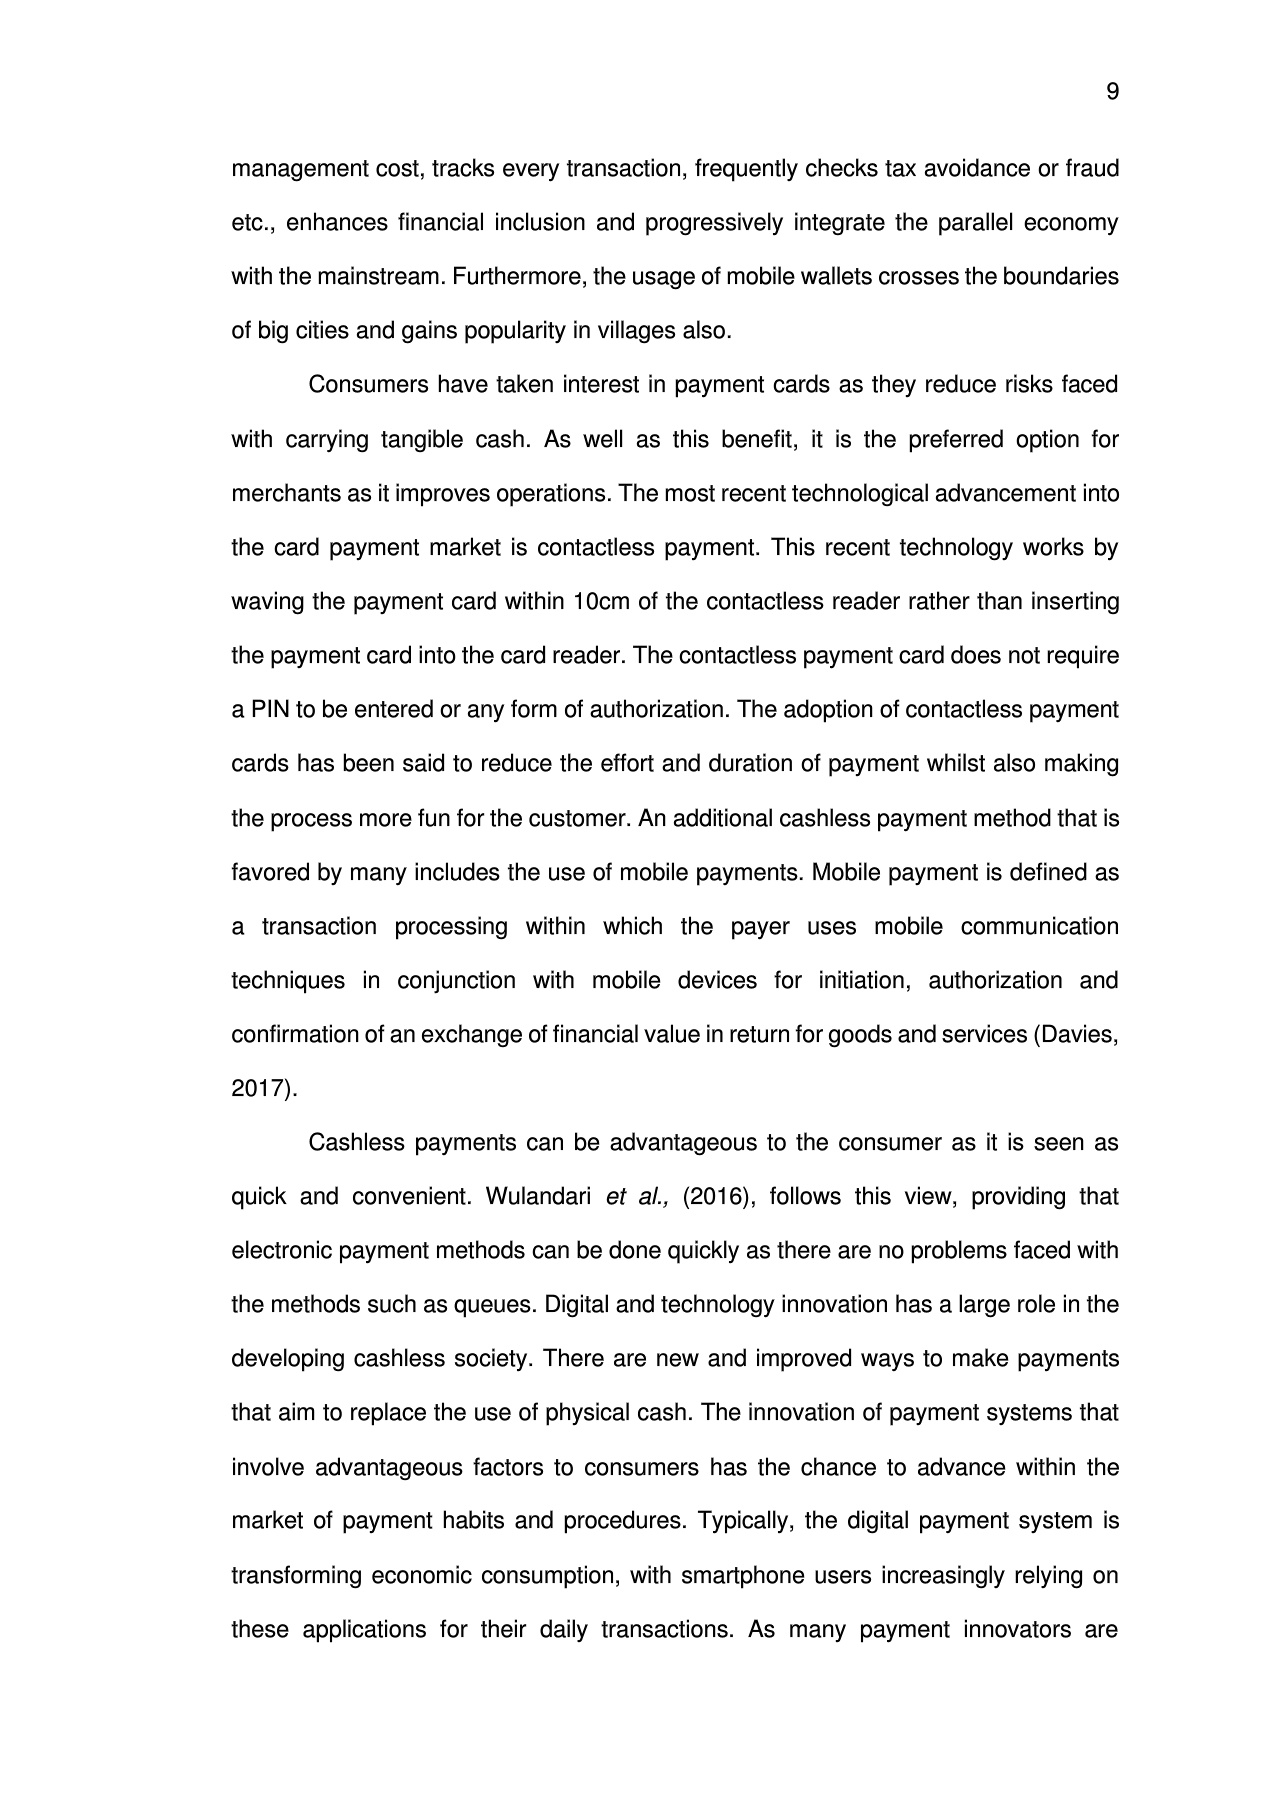 9
management cost, tracks every transaction, frequently checks tax avoidance or fraud
etc., enhances financial inclusion and progressively integrate the parallel economy
with the mainstream. Furthermore, the usage of mobile wallets crosses the boundaries
of big cities and gains popularity in villages also.
Consumers have taken interest in payment cards as they reduce risks faced
with carrying tangible cash. As well as this benefit, it is the preferred option for
merchants as it improves operations. The most recent technological advancement into
the card payment market is contactless payment. This recent technology works by
waving the payment card within 10cm of the contactless reader rather than inserting
the payment card into the card reader. The contactless payment card does not require
a PIN to be entered or any form of authorization. The adoption of contactless payment
cards has been said to reduce the effort and duration of payment whilst also making
the process more fun for the customer. An additional cashless payment method that is
favored by many includes the use of mobile payments. Mobile payment is defined as
a transaction processing within which the payer uses mobile communication
techniques in conjunction with mobile devices for initiation, authorization and
confirmation of an exchange of financial value in return for goods and services (Davies,
2017).
Cashless payments can be advantageous to the consumer as it is seen as
quick and convenient. Wulandari et al., (2016), follows this view, providing that
electronic payment methods can be done quickly as there are no problems faced with
the methods such as queues. Digital and technology innovation has a large role in the
developing cashless society. There are new and improved ways to make payments
that aim to replace the use of physical cash. The innovation of payment systems that
involve advantageous factors to consumers has the chance to advance within the
market of payment habits and procedures. Typically, the digital payment system is
transforming economic consumption, with smartphone users increasingly relying on
these applications for their daily transactions. As many payment innovators are